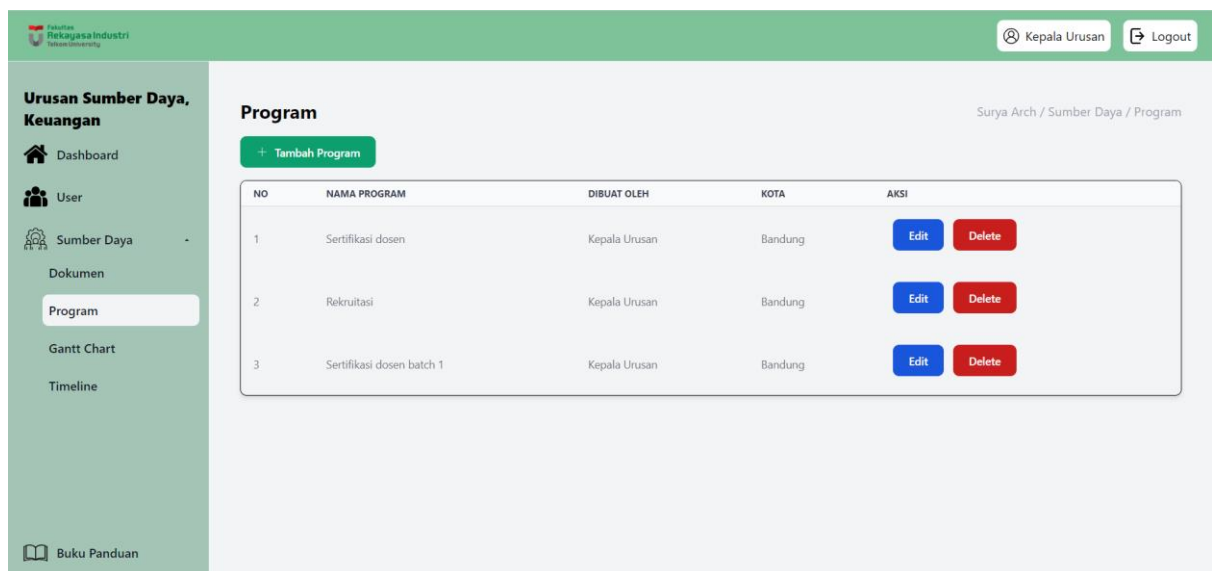 Fakultas
Rekayasa Industri
Telkom University
Kepala Urusan
Logout
Urusan Sumber Daya,
Keuangan
Dashboard
User
Sumber Daya -
Dokumen
Program
Gantt Chart
Timeline
Buku Panduan
Program
Surya Arch / Sumber Daya / Program
+ Tambah Program
NO NAMA PROGRAM DIBUAT OLEH KOTA AKSI
1 Sertifikasi dosen Kepala Urusan Bandung Edit Delete
2 Rekruitasi Kepala Urusan Bandung Edit Delete
3 Sertifikasi dosen batch 1 Kepala Urusan Bandung Edit Delete